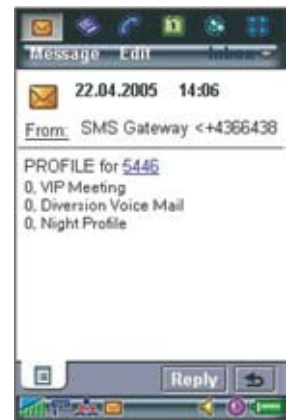 Message Edit Inbox
22.04.2005 14:06
From: SMS Gateway <+4366438
PROFILE for 5446
0, VIP Meeting
0, Diversion Voice Mail
0, Night Profile
Reply